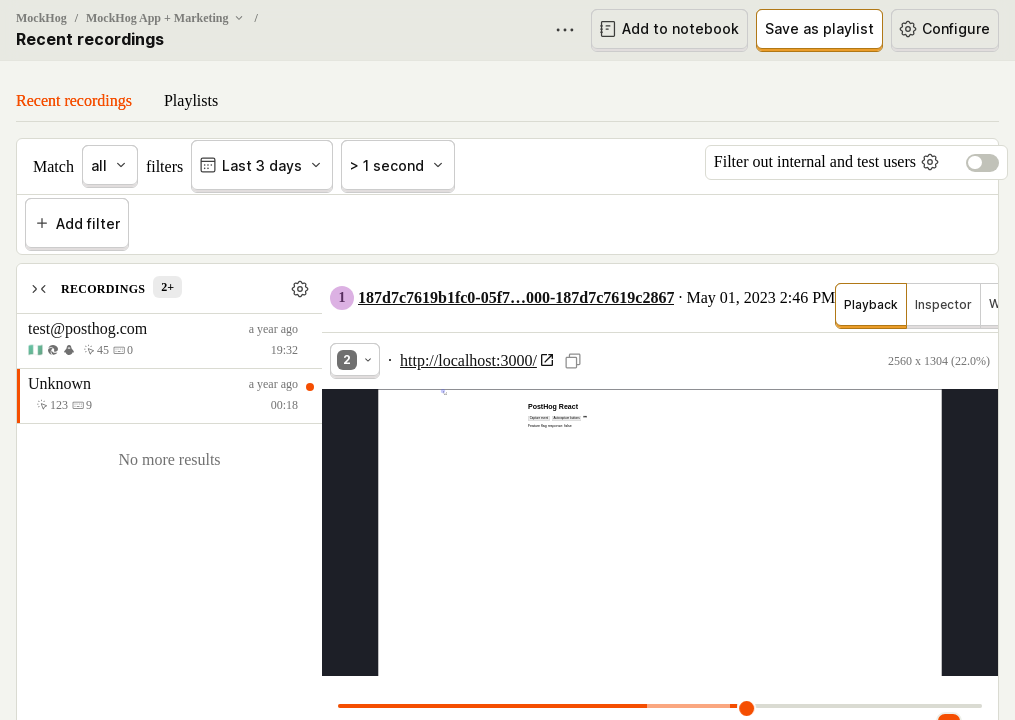 MockHog / MockHog App + Marketing /
Recent recordings
Add to notebook
Save as playlist
Configure
Recent recordings
Playlists
Match all filters
Last 3 days
> 1 second
Filter out internal and test users
Add filter
RECORDINGS 2+
test@posthog.com a year ago
45 0 19:32
Unknown a year ago
123 9 00:18
No more results
1 187d7c7619b1fc0-05f7…000-187d7c7619c2867 · May 01, 2023 2:46 PM
Playback
Inspector
W
2 · http://localhost:3000/
2560 x 1304 (22.0%)
PostHog React
Feature flag response: false